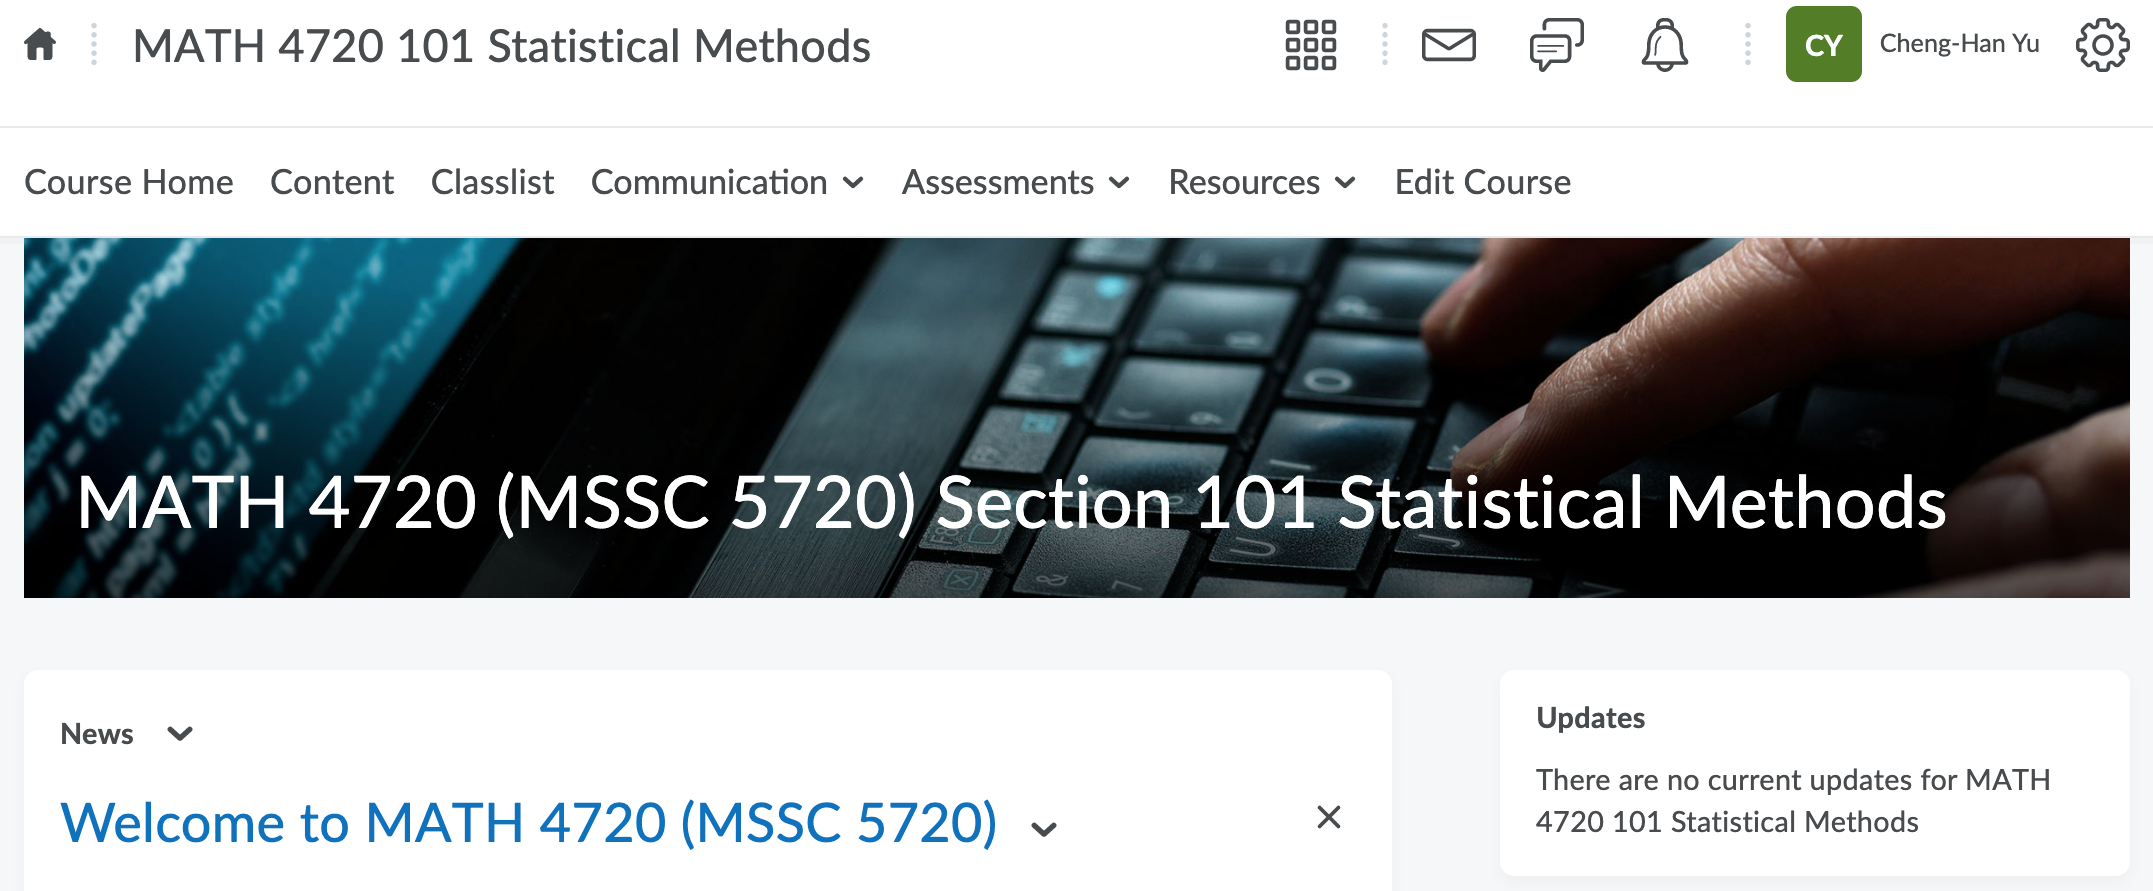 MATH 4720 101 Statistical Methods
CY
Cheng-Han Yu
Course Home
Content
Classlist
Communication
Assessments
Resources
Edit Course
MATH 4720 (MSSC 5720) Section 101 Statistical Methods
News
Welcome to MATH 4720 (MSSC 5720)
Updates
There are no current updates for MATH
4720 101 Statistical Methods